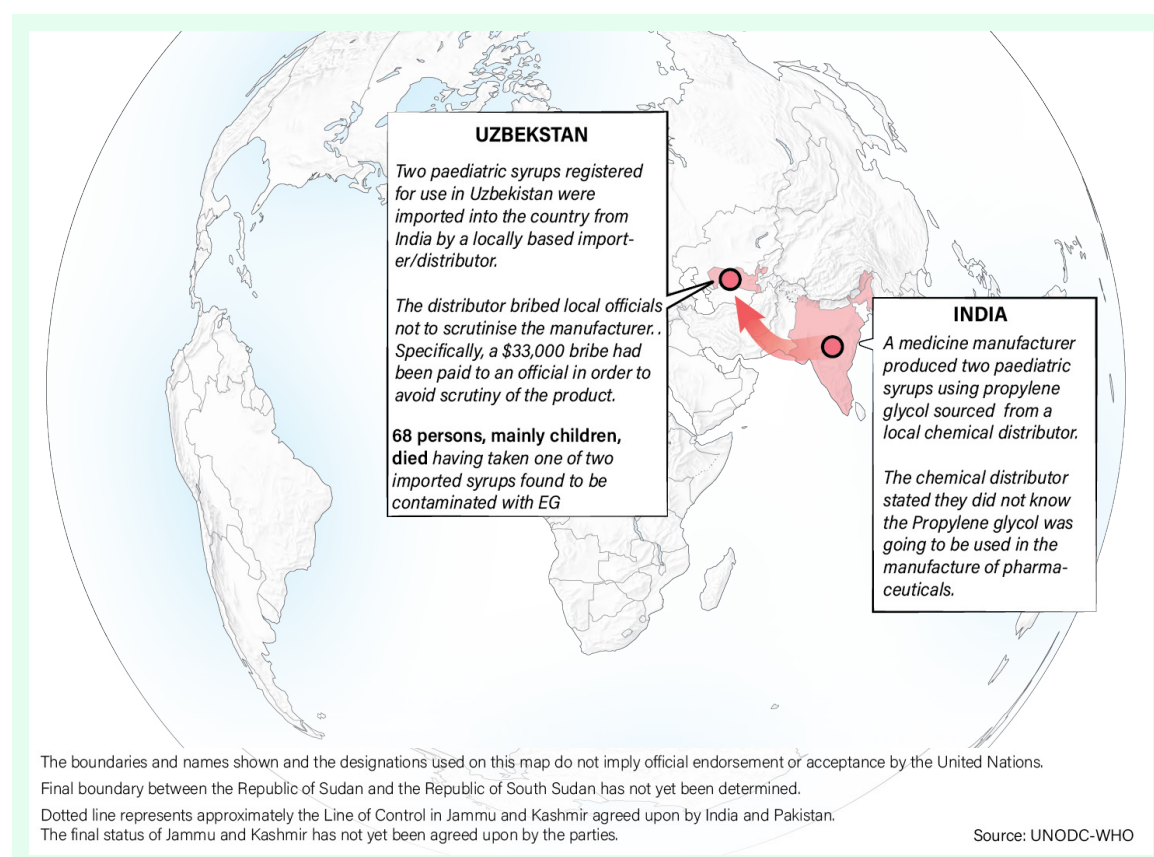 UZBEKSTAN
Two paediatric syrups registered
for use in Uzbekistan were
imported into the country from
India by a locally based import-
er/distributor.
The distributor bribed local officials
not to scrutinise the manufacturer. .
Specifically, a $33,000 bribe had
been paid to an official in order to
avoid scrutiny of the product.
68 persons, mainly children,
died having taken one of two
imported syrups found to be
contaminated with EG
INDIA
A medicine manufacturer
produced two paediatric
syrups using propylene
glycol sourced  from a
local chemical distributor.
The chemical distributor
stated they did not know
the Propylene glycol was
going to be used in the
manufacture of pharma-
ceuticals.
The boundaries and names shown and the designations used on this map do not imply official endorsement or acceptance by the United Nations.
Final boundary between the Republic of Sudan and the Republic of South Sudan has not yet been determined.
Dotted line represents approximately the Line of Control in Jammu and Kashmir agreed upon by India and Pakistan.
The final status of Jammu and Kashmir has not yet been agreed upon by the parties.
Source: UNODC-WHO